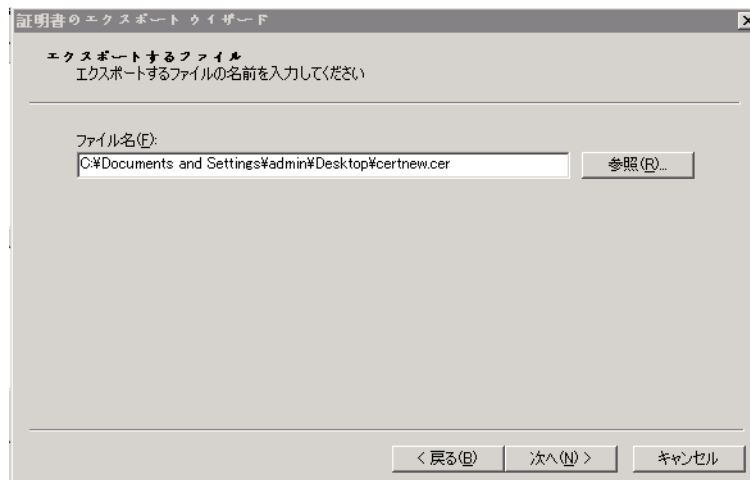 証明書のエクスポート ウィザード
エクスポートするファイル
エクスポートするファイルの名前を入力してください
ファイル名(F):
C:¥Documents and Settings¥admin¥Desktop¥certnew.cer
参照(R)...
< 戻る(B)
次へ(N) >
キャンセル